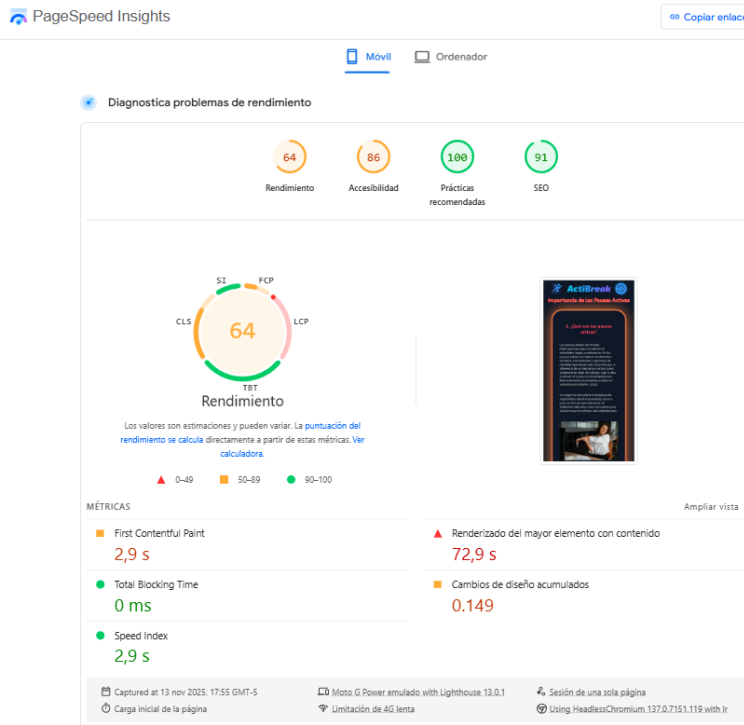 PageSpeed Insights
Copiar enlace
Móvil
Ordenador
Diagnostica problemas de rendimiento
64
86
100
91
Rendimiento
Accesibilidad
Prácticas
recomendadas
SEO
SI
FCP
CLS
LCP
64
TBT
Rendimiento
Los valores son estimaciones y pueden variar. La puntuación del
rendimiento se calcula directamente a partir de estas métricas. Ver
calculadora.
0–49
50–89
90–100
ActiBreak
Importancia de las Pausas Activas
1. ¿Qué son las pausas
activas?
MÉTRICAS
Ampliar vista
First Contentful Paint
2,9 s
Renderizado del mayor elemento con contenido
72,9 s
Total Blocking Time
0 ms
Cambios de diseño acumulados
0.149
Speed Index
2,9 s
Captured at 13 nov 2025, 17:55 GMT-5
Moto G Power emulado with Lighthouse 13.0.1
Sesión de una sola página
Carga inicial de la página
Limitación de 4G lenta
Using HeadlessChromium 137.0.7151.119 with lr